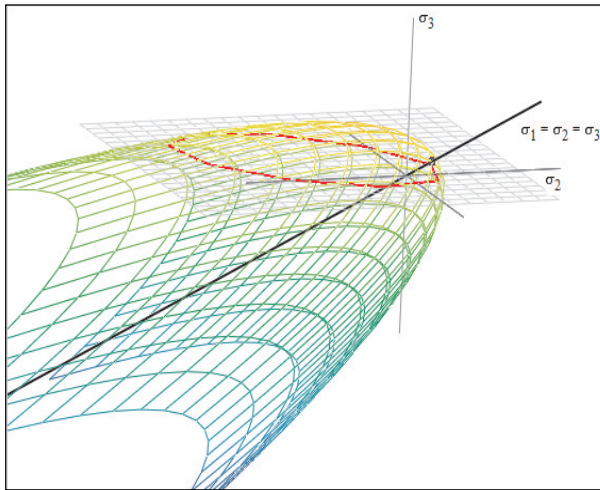 σ₃
σ₁ = σ₂ = σ₃
σ₂